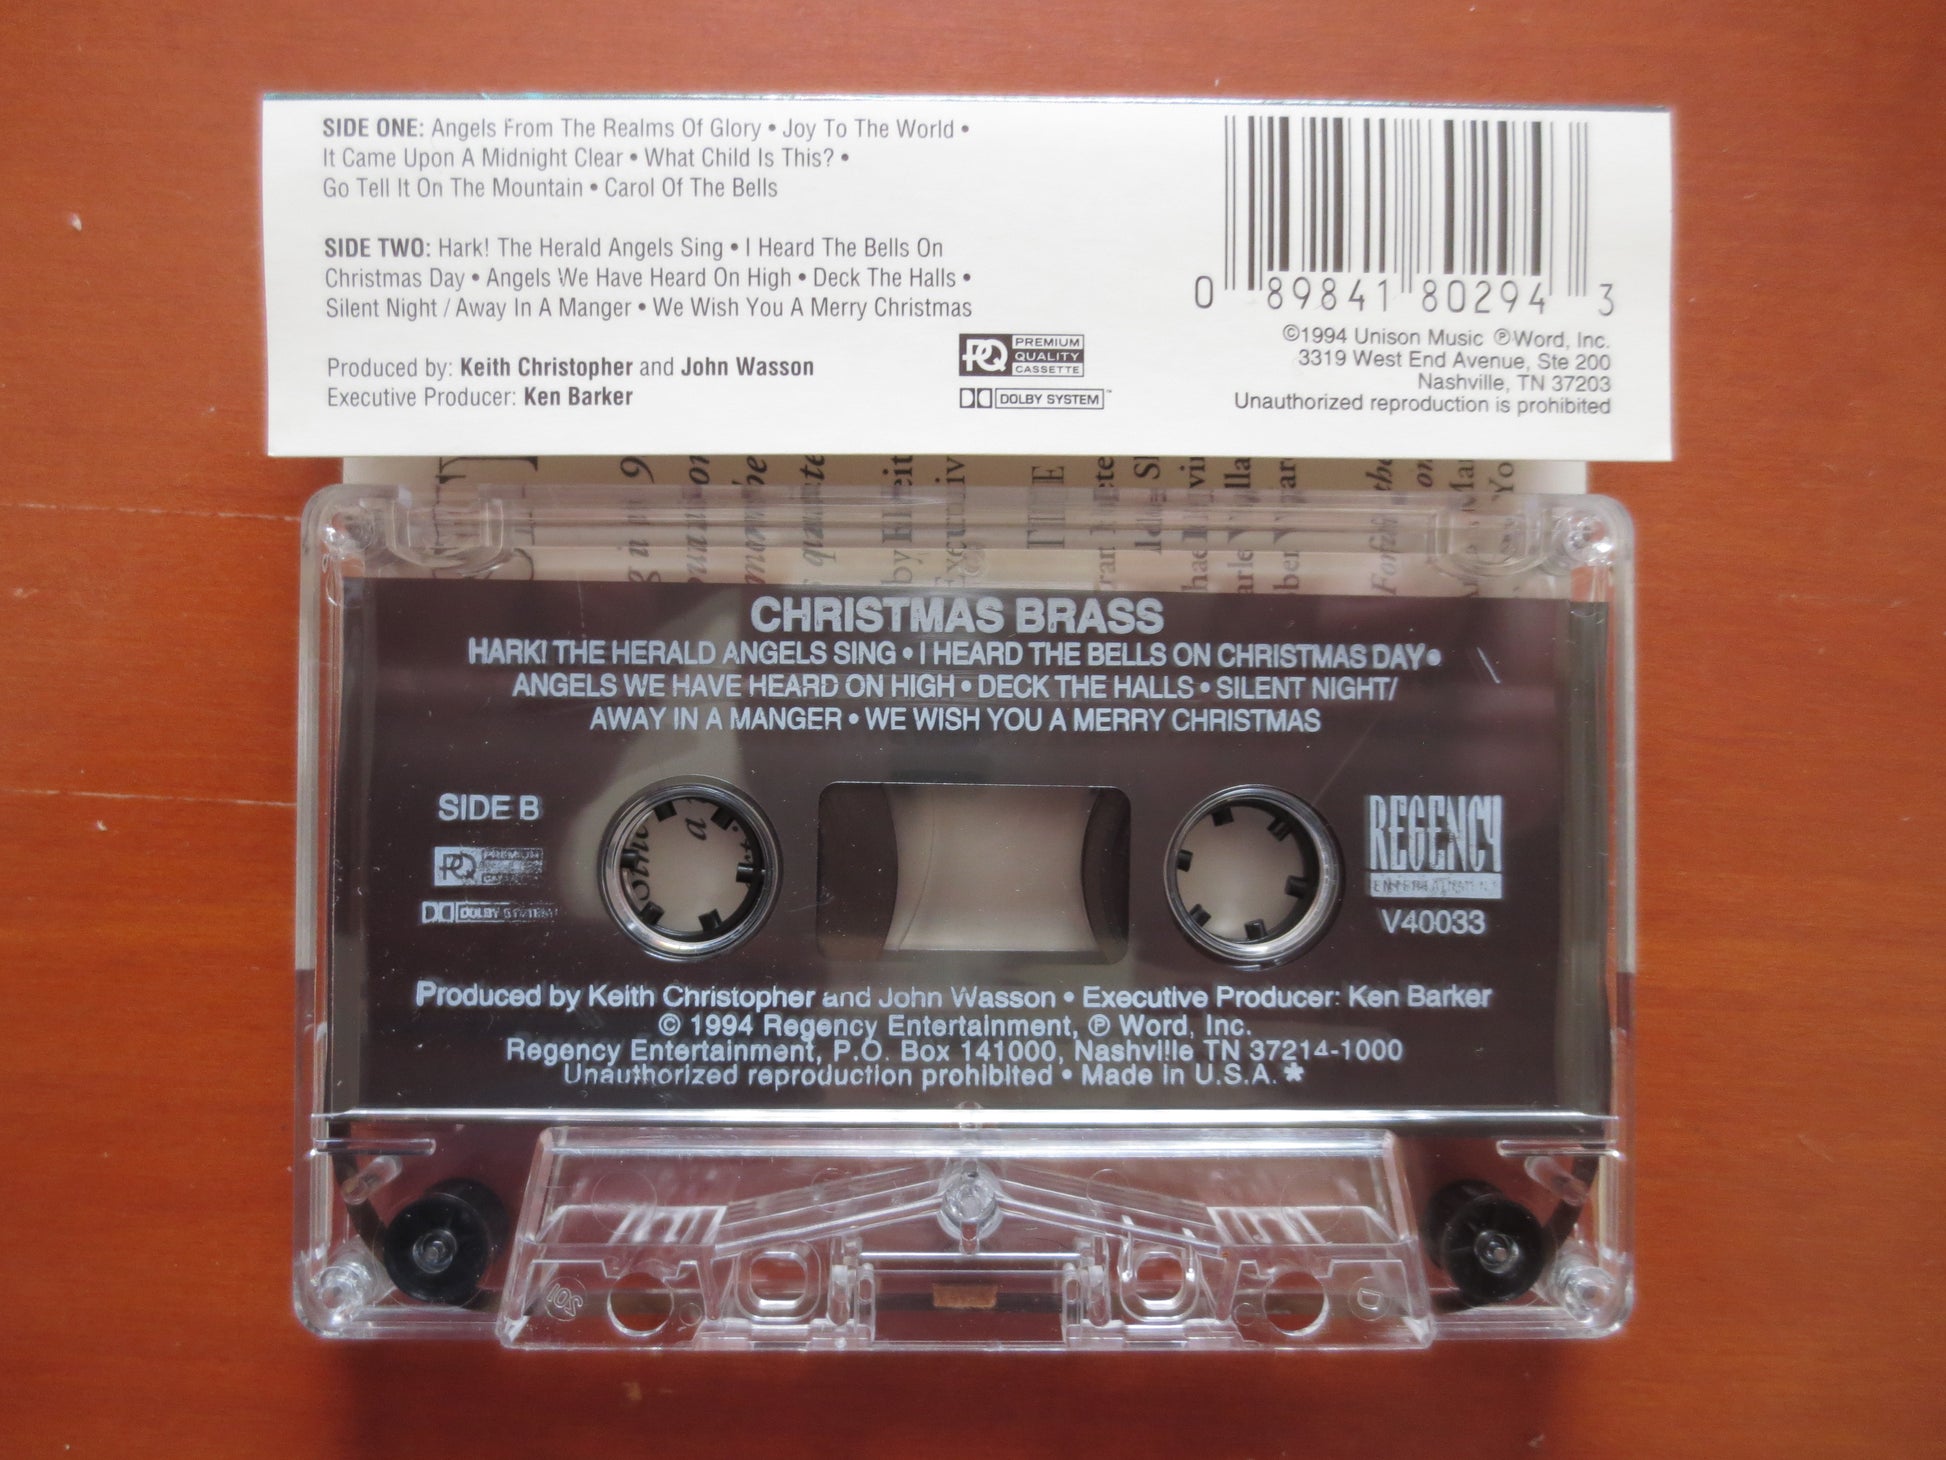 SIDE ONE: Angels From The Realms Of Glory • Joy To The World •
It Came Upon A Midnight Clear • What Child Is This? •
Go Tell It On The Mountain • Carol Of The Bells
SIDE TWO: Hark! The Herald Angels Sing • I Heard The Bells On
Christmas Day • Angels We Have Heard On High • Deck The Halls •
Silent Night / Away In A Manger • We Wish You A Merry Christmas
Produced by: Keith Christopher and John Wasson
Executive Producer: Ken Barker
PQ PREMIUM
QUALITY
CASSETTE
DOLBY SYSTEM™
0 89841 80294 3
©1994 Unison Music ℗Word, Inc.
3319 West End Avenue, Ste 200
Nashville, TN 37203
Unauthorized reproduction is prohibited
CHRISTMAS BRASS
HARK! THE HERALD ANGELS SING • I HEARD THE BELLS ON CHRISTMAS DAY •
ANGELS WE HAVE HEARD ON HIGH • DECK THE HALLS • SILENT NIGHT/
AWAY IN A MANGER • WE WISH YOU A MERRY CHRISTMAS
SIDE B
PQ PREMIUM
CASSETTE
DOLBY SYSTEM
REGENCY
ENTERTAINMENT
V40033
Produced by Keith Christopher and John Wasson • Executive Producer: Ken Barker
© 1994 Regency Entertainment, ℗ Word, Inc.
Regency Entertainment, P.O. Box 141000, Nashville TN 37214-1000
Unauthorized reproduction prohibited • Made in U.S.A. *